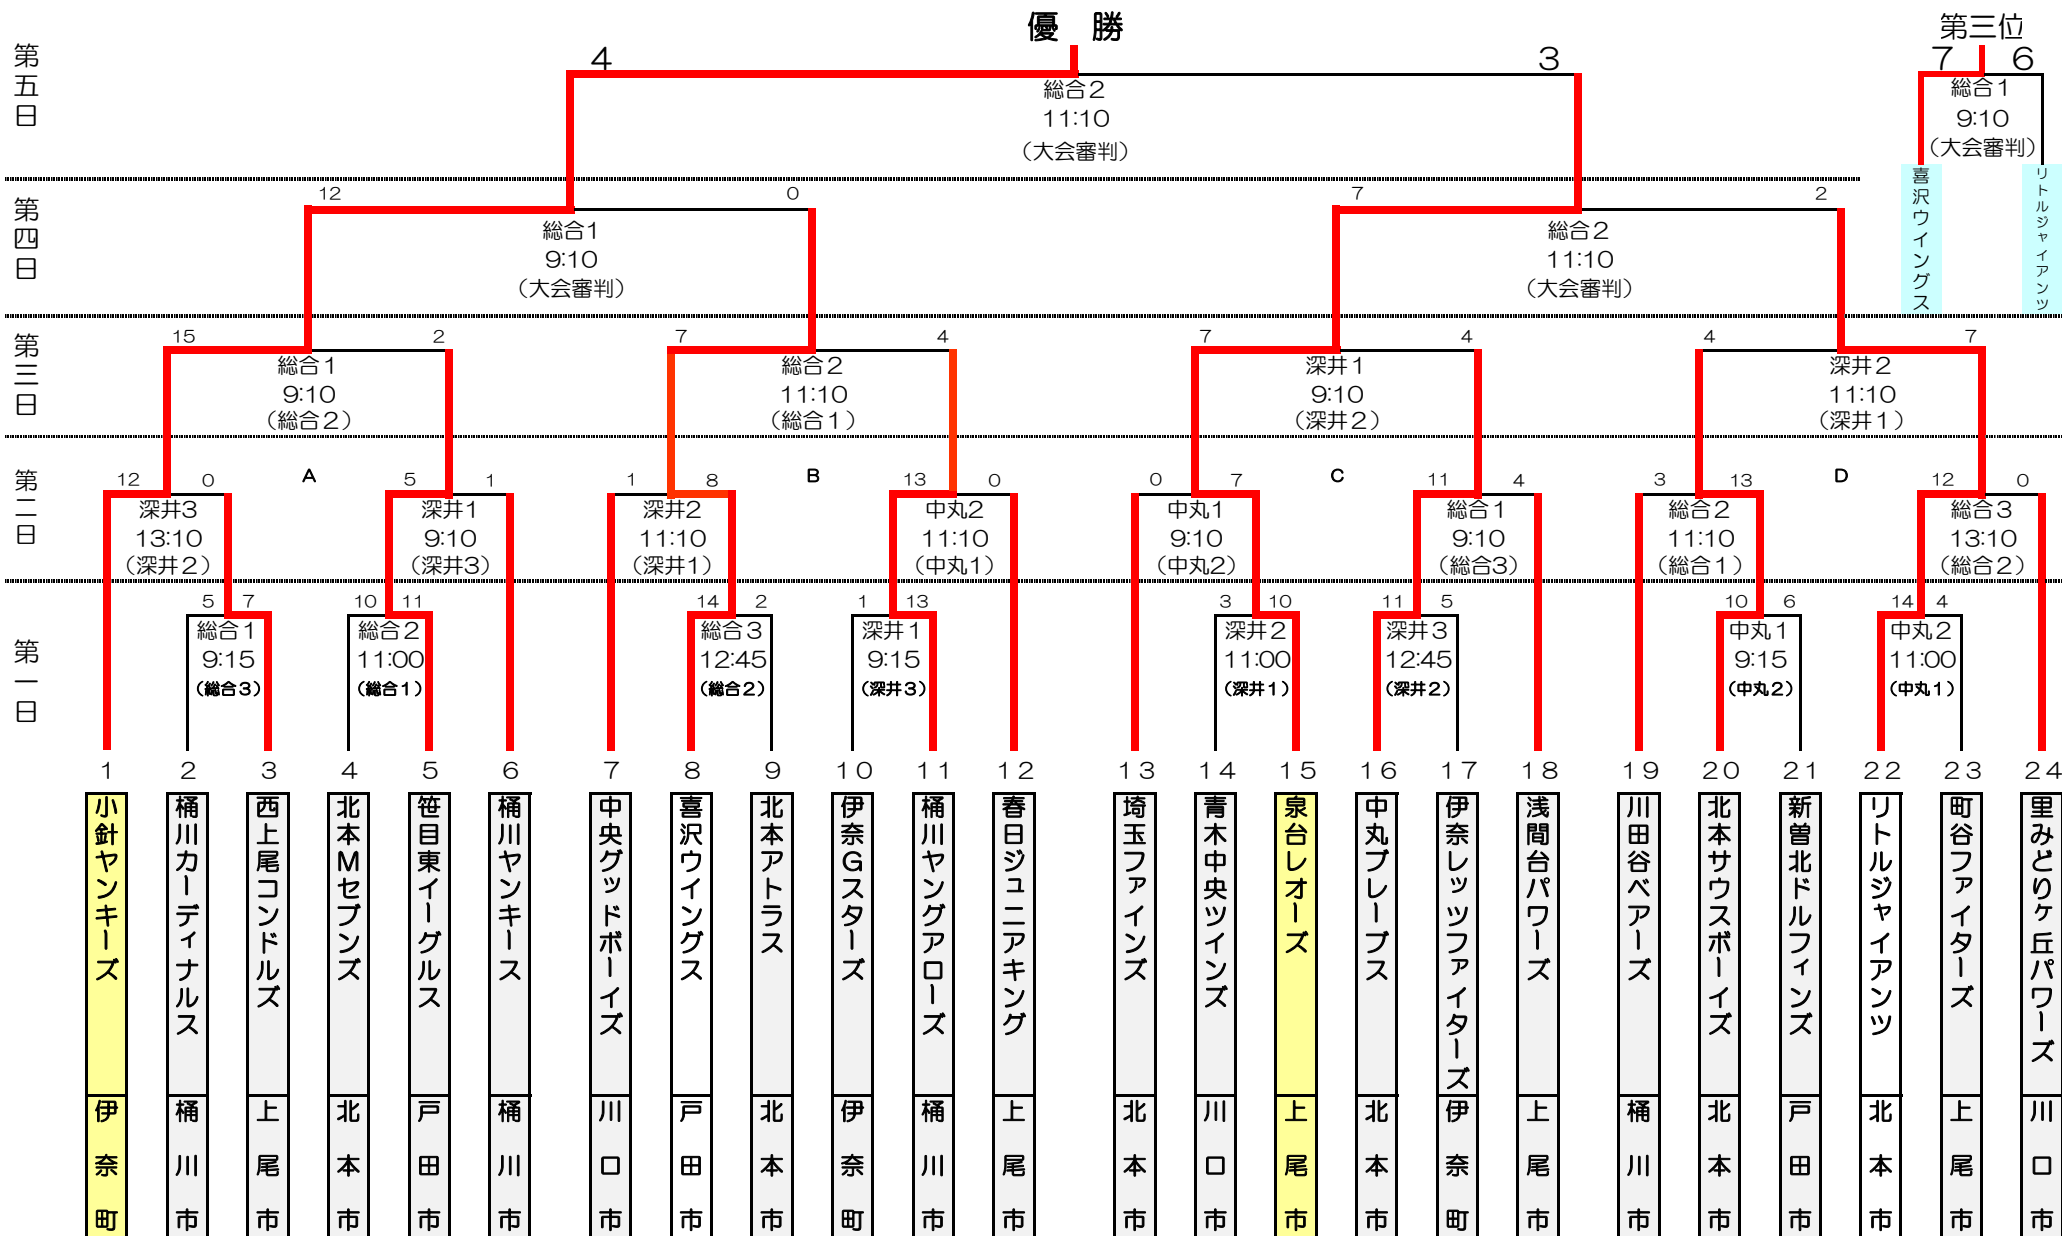 優　勝
第三位
第五日
4
3
7
6
総合2
11:10
（大会審判）
総合1
9:10
（大会審判）
喜沢ウイングス
リトルジャイアンツ
第四日
12
0
7
2
総合1
9:10
（大会審判）
総合2
11:10
（大会審判）
第三日
15
2
7
4
7
4
4
7
総合1
9:10
（総合2）
総合2
11:10
（総合1）
深井1
9:10
（深井2）
深井2
11:10
（深井1）
第二日
A
B
C
D
12
0
5
1
1
8
13
0
0
7
11
4
3
13
12
0
深井3
13:10
（深井2）
深井1
9:10
（深井3）
深井2
11:10
（深井1）
中丸2
11:10
（中丸1）
中丸1
9:10
（中丸2）
総合1
9:10
（総合3）
総合2
11:10
（総合1）
総合3
13:10
（総合2）
第一日
5
7
10
11
14
2
1
13
3
10
11
5
10
6
14
4
総合1
9:15
（総合3）
総合2
11:00
（総合1）
総合3
12:45
（総合2）
深井1
9:15
（深井3）
深井2
11:00
（深井1）
深井3
12:45
（深井2）
中丸1
9:15
（中丸2）
中丸2
11:00
（中丸1）
1
2
3
4
5
6
7
8
9
10
11
12
13
14
15
16
17
18
19
20
21
22
23
24
小針ヤンキーズ
桶川カーディナルス
西上尾コンドルズ
北本Mセブンズ
笹目東イーグルス
桶川ヤンキース
中央グッドボーイズ
喜沢ウイングス
北本アトラス
伊奈Gスターズ
桶川ヤングアローズ
春日ジュニアキング
埼玉ファインズ
青木中央ツインズ
泉台レオーズ
中丸ブレーブス
伊奈レッツファイターズ
浅間台パワーズ
川田谷ベアーズ
北本サウスボーイズ
新曽北ドルフィンズ
リトルジャイアンツ
町谷ファイターズ
里みどりヶ丘パワーズ
伊奈町
桶川市
上尾市
北本市
戸田市
桶川市
川口市
戸田市
北本市
伊奈町
桶川市
上尾市
北本市
川口市
上尾市
北本市
伊奈町
上尾市
桶川市
北本市
戸田市
北本市
上尾市
川口市